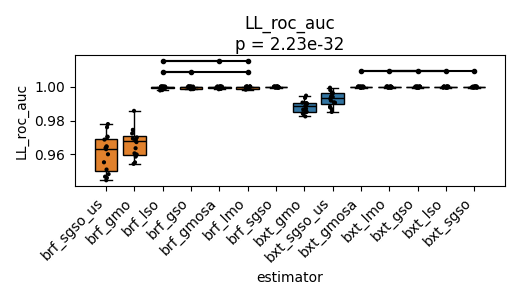 LL_roc_auc
p = 2.23e-32
LL_roc_auc
1.00
0.98
0.96
brf_sgso_us
brf_gmo
brf_lso
brf_gso
brf_gmosa
brf_lmo
brf_sgso
bxt_gmo
bxt_sgso_us
bxt_gmosa
bxt_lmo
bxt_gso
bxt_lso
bxt_sgso
estimator